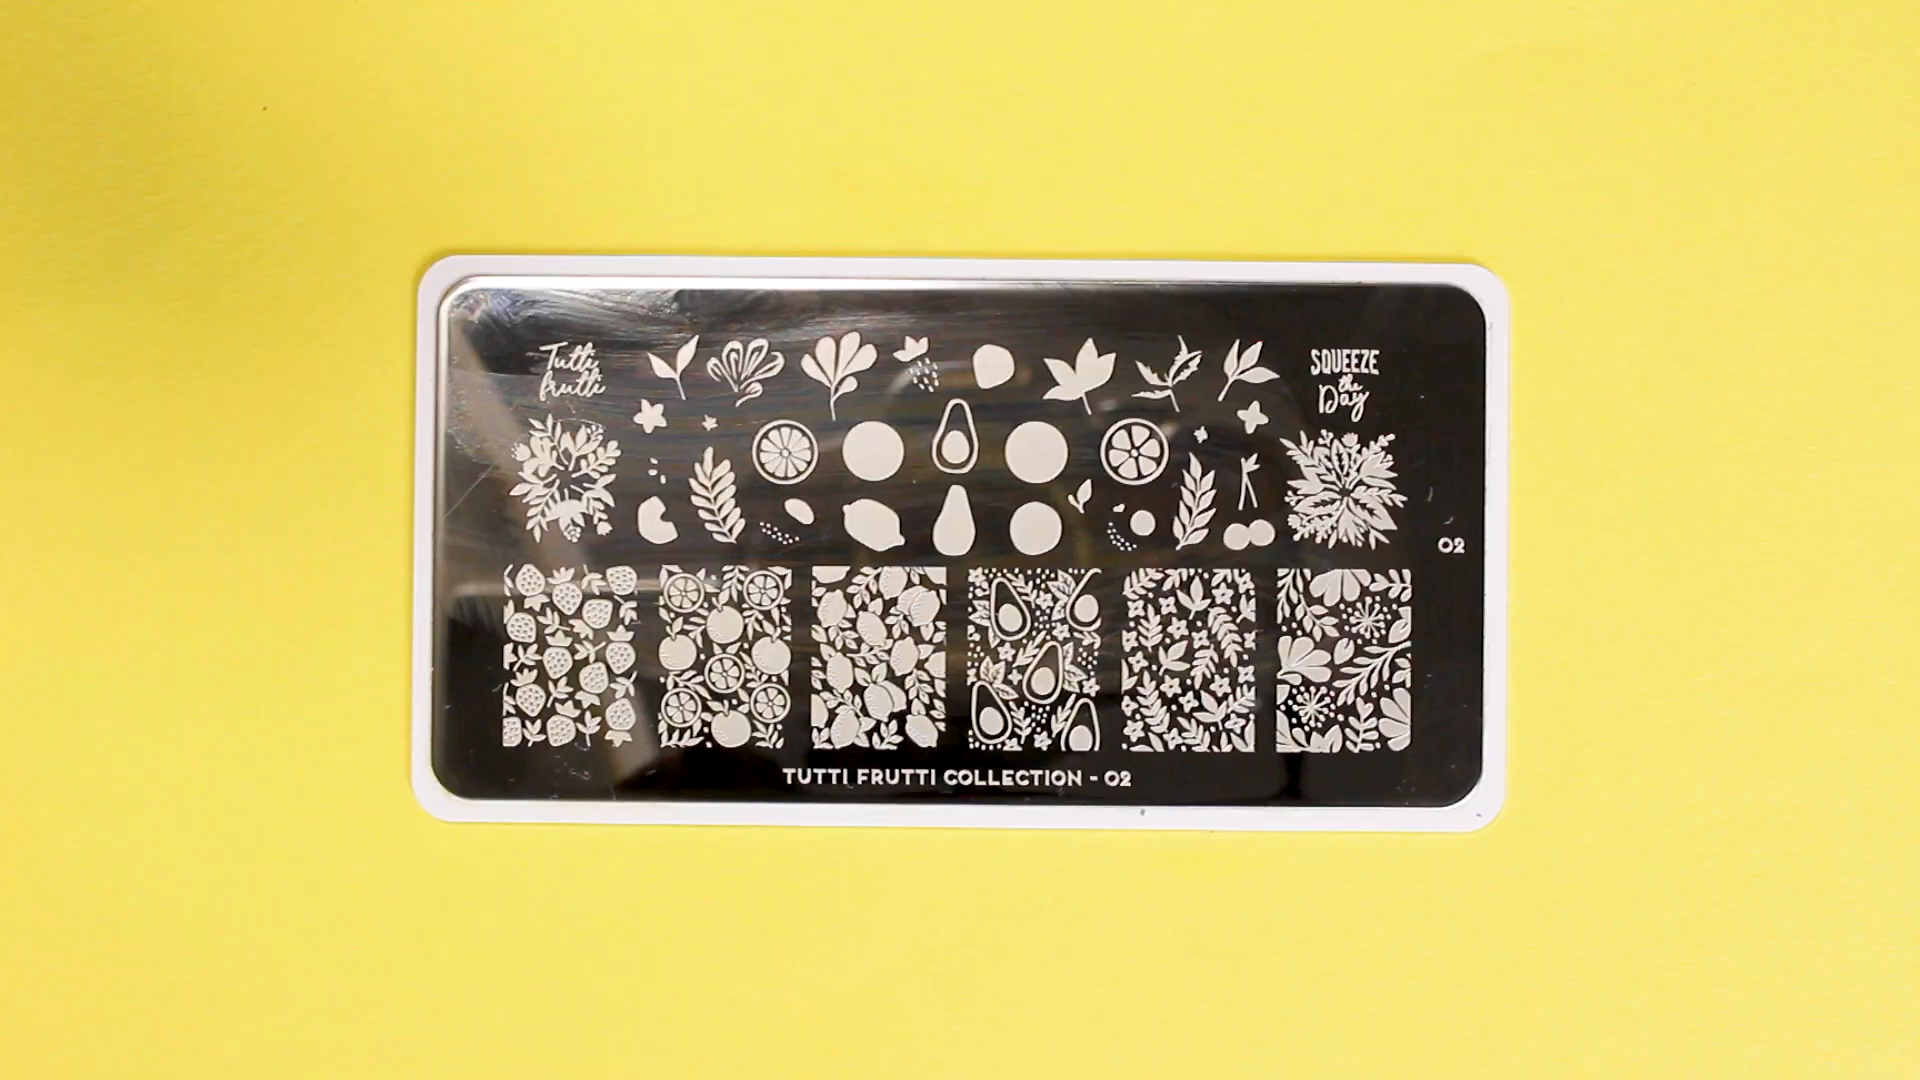 Tutti
frutti
SQUEEZE
the
Day
02
TUTTI FRUTTI COLLECTION - 02